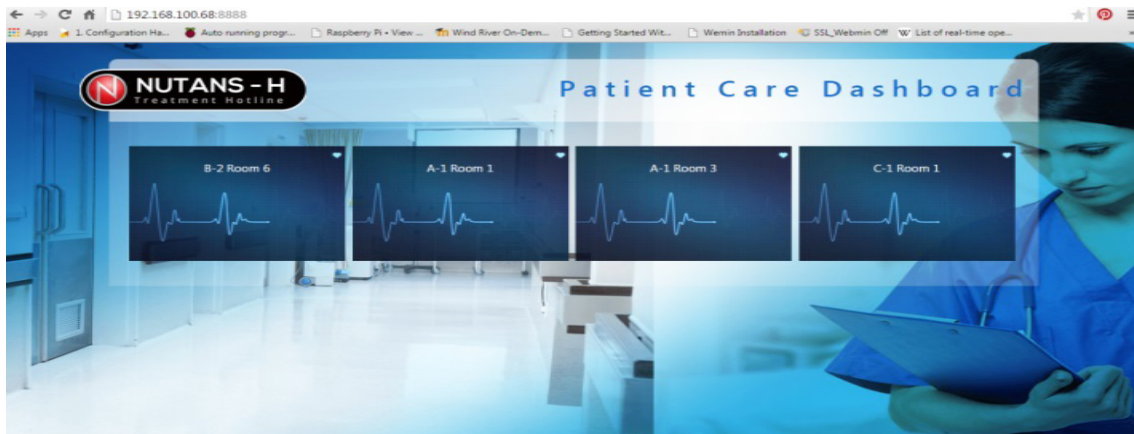 192.168.100.68:8888
Apps 1. Configuration Ha... Auto running progr... Raspberry Pi • View ... Wind River On-Dem... Getting Started Wit... Wemin Installation SSL_Webmin Off W List of real-time ope...
N NUTANS - H
Treatment Hotline
Patient Care Dashboard
B-2 Room 6
A-1 Room 1
A-1 Room 3
C-1 Room 1